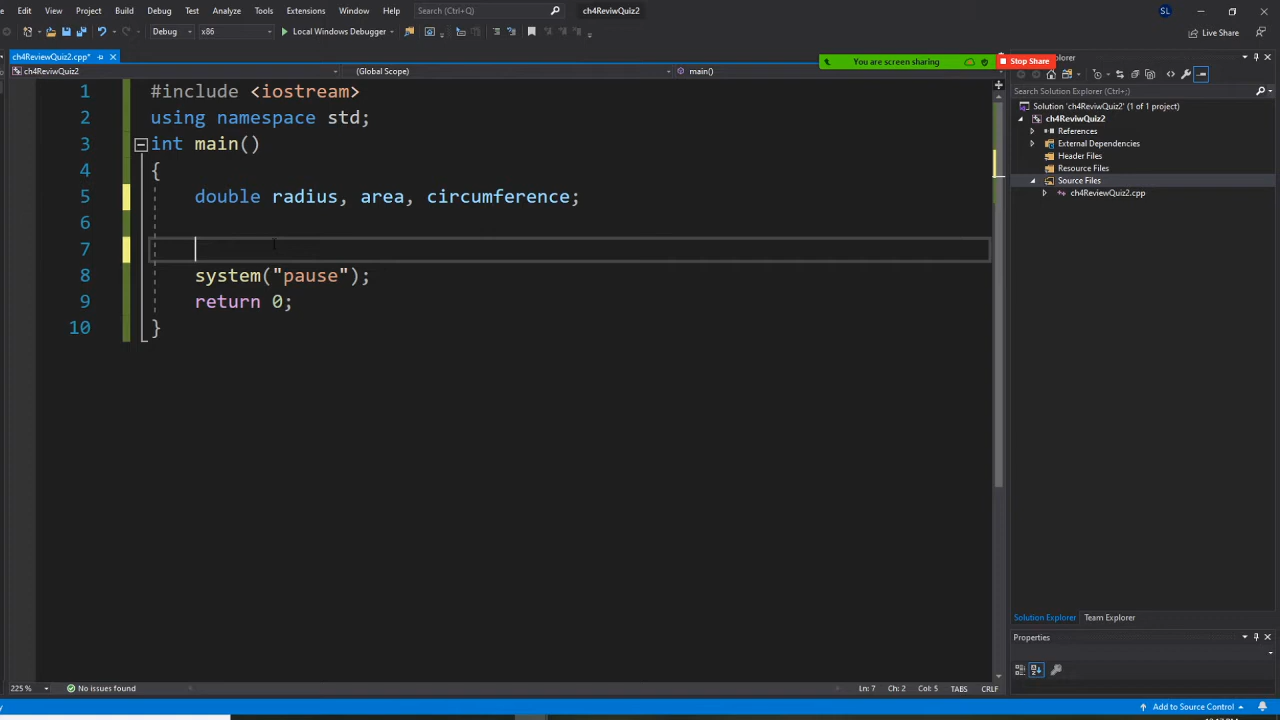 Edit View Project Build Debug Test Analyze Tools Extensions Window Help Search (Ctrl+Q) ch4ReviwQuiz2 SL
Debug x86 Local Windows Debugger Live Share
ch4ReviewQuiz2.cpp*
You are screen sharing Stop Share
ch4ReviwQuiz2 (Global Scope) main()
1 #include <iostream>
2 using namespace std;
3 int main()
4 {
5 double radius, area, circumference;
6
7
8 system("pause");
9 return 0;
10 }
Explorer
Search Solution Explorer (Ctrl+;)
Solution 'ch4ReviwQuiz2' (1 of 1 project)
ch4ReviwQuiz2
References
External Dependencies
Header Files
Resource Files
Source Files
ch4ReviewQuiz2.cpp
Solution Explorer Team Explorer
Properties
225 % No issues found Ln: 7 Ch: 2 Col: 5 TABS CRLF
Add to Source Control